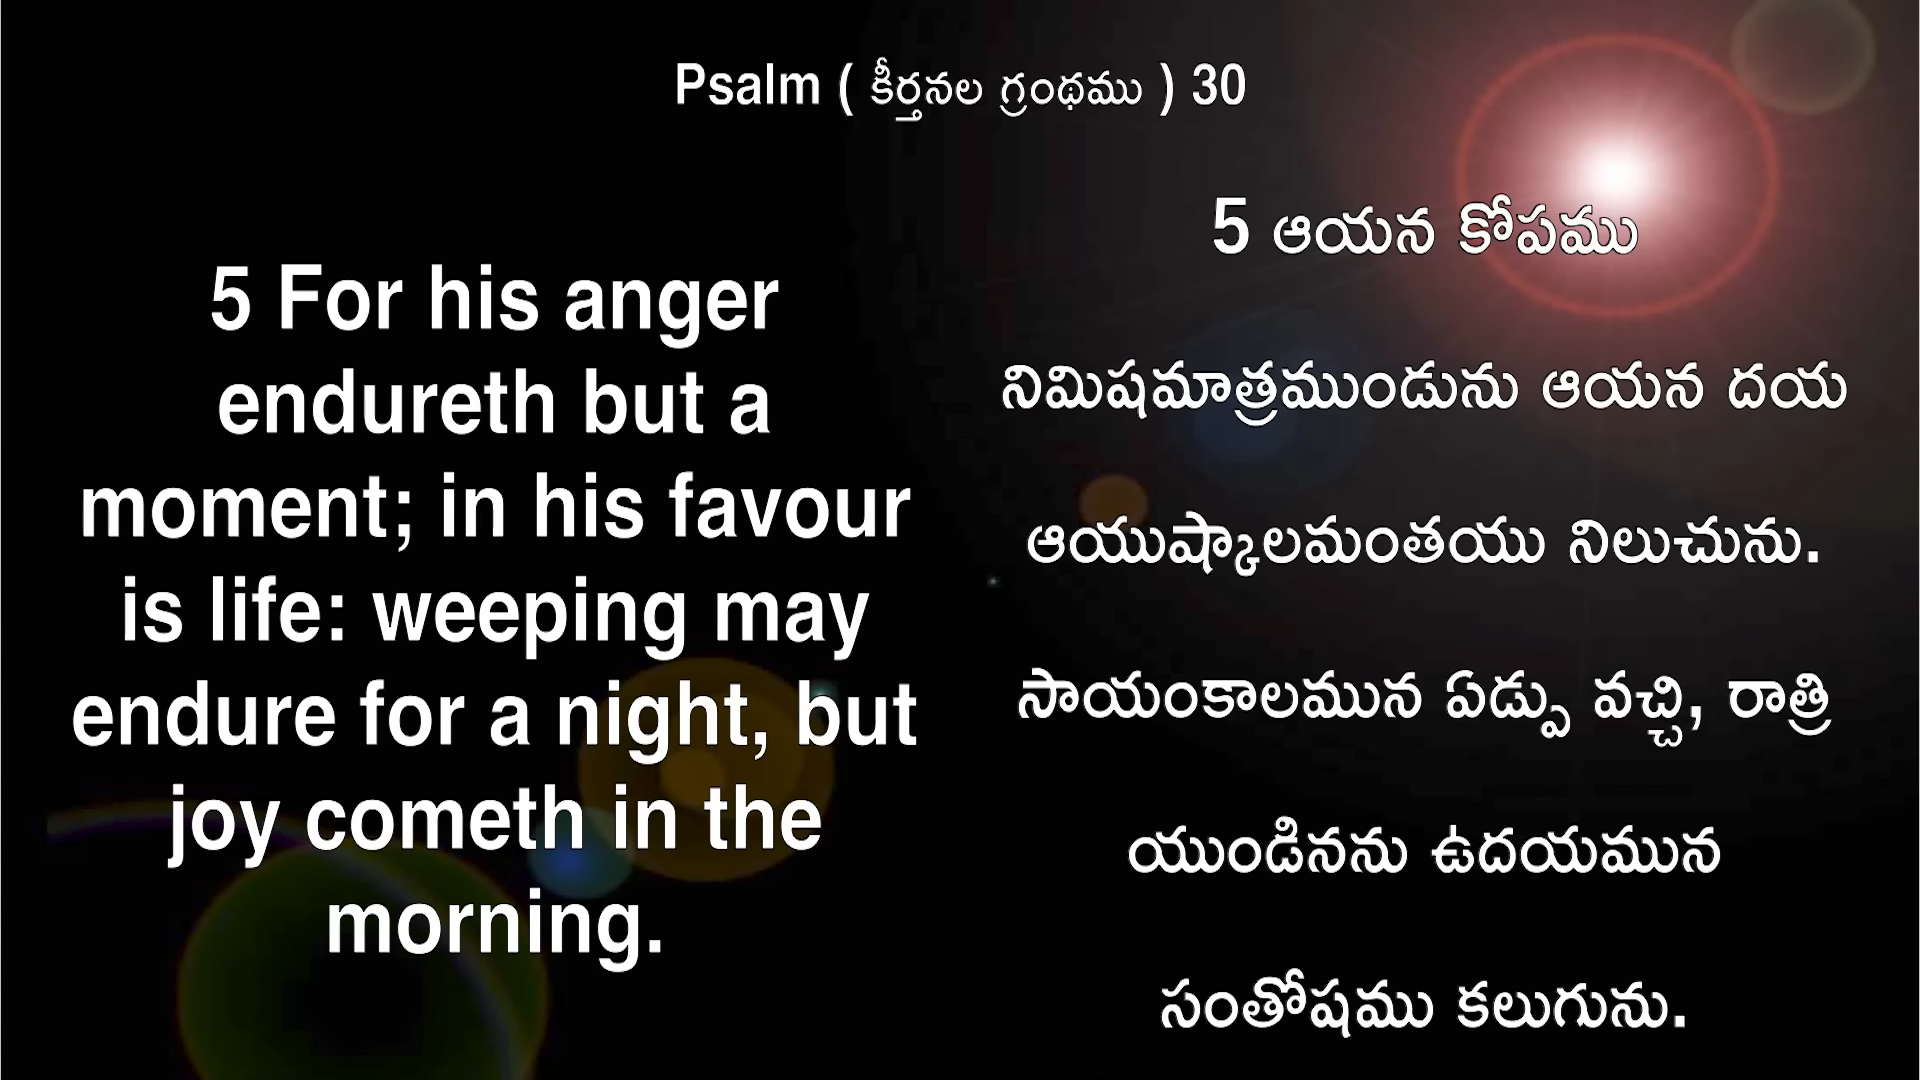 Psalm ( కీర్తనల గ్రంథము ) 30
5 For his anger
endureth but a
moment; in his favour
is life: weeping may
endure for a night, but
joy cometh in the
morning.
5 ఆయన కోపము
నిమిషమాత్రముండును ఆయన దయ
ఆయుష్కాలమంతయు నిలుచును.
సాయంకాలమున ఏడ్పు వచ్చి, రాత్రి
యుండినను ఉదయమున
సంతోషము కలుగును.